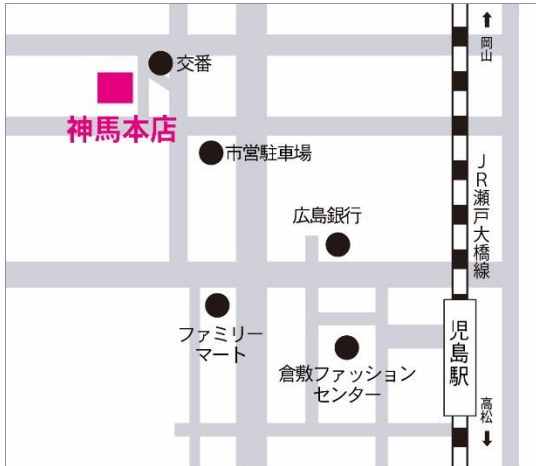 ↑
岡山
交番
神馬本店
市営駐車場
JR瀬戸大橋線
広島銀行
ファミリー
マート
児島駅
倉敷ファッション
センター
高松
↓